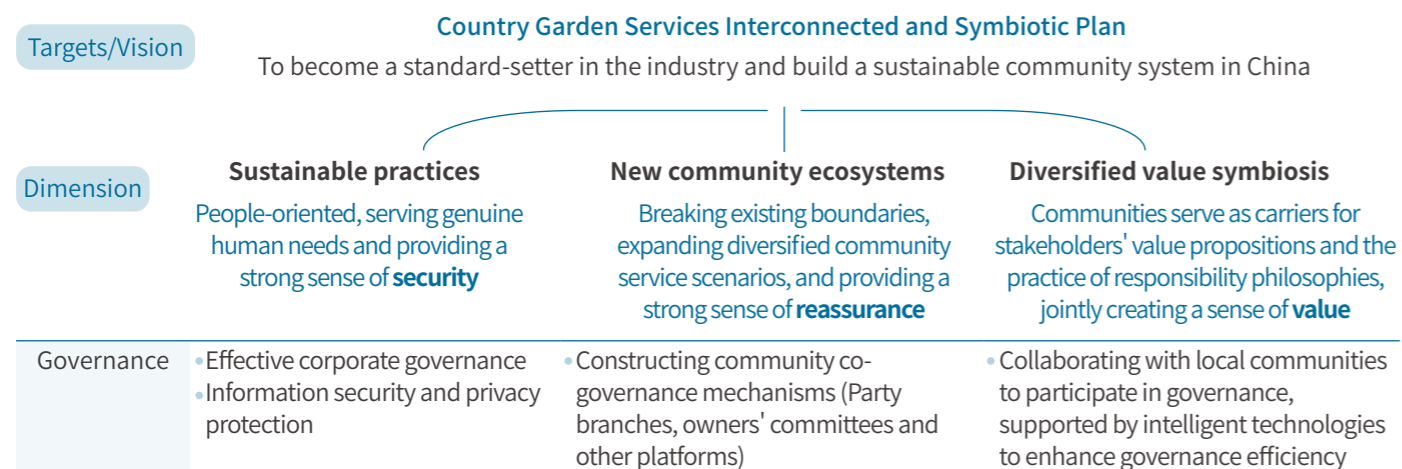 Targets/Vision
Country Garden Services Interconnected and Symbiotic Plan
To become a standard-setter in the industry and build a sustainable community system in China
Dimension
Sustainable practices
People-oriented, serving genuine
human needs and providing a
strong sense of security
New community ecosystems
Breaking existing boundaries,
expanding diversified community
service scenarios, and providing a
strong sense of reassurance
Diversified value symbiosis
Communities serve as carriers for
stakeholders' value propositions and the
practice of responsibility philosophies,
jointly creating a sense of value
Governance
• Effective corporate governance
• Information security and privacy
protection
• Constructing community co-
governance mechanisms (Party
branches, owners' committees and
other platforms)
• Collaborating with local communities
to participate in governance,
supported by intelligent technologies
to enhance governance efficiency